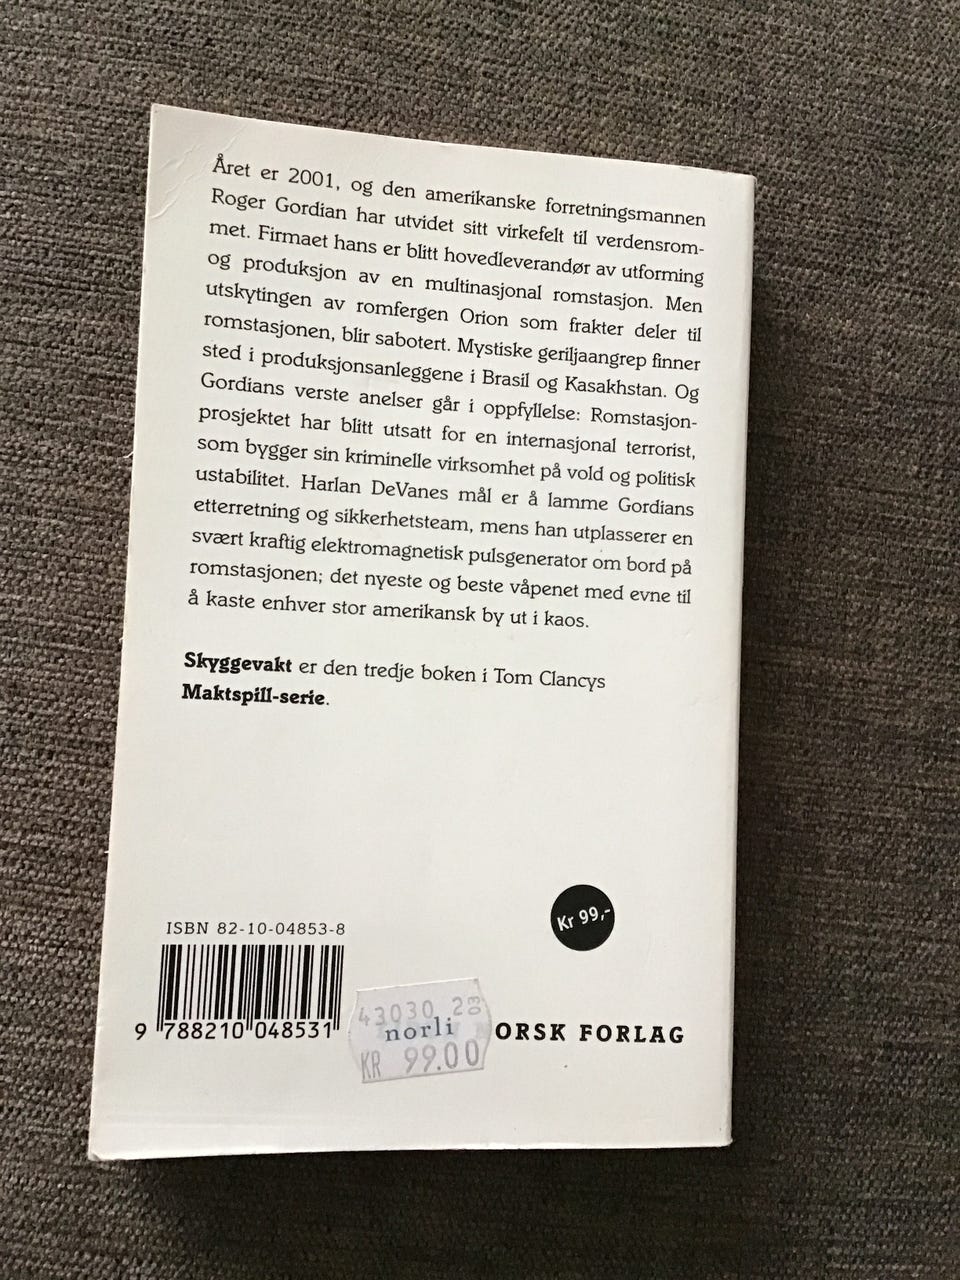 Året er 2001, og den amerikanske forretningsmannen
Roger Gordian har utvidet sitt virkefelt til verdensrom-
met. Firmaet hans er blitt hovedleverandør av utforming
og produksjon av en multinasjonal romstasjon. Men
utskytingen av romfergen Orion som frakter deler til
romstasjonen, blir sabotert. Mystiske geriljaangrep finner
sted i produksjonsanleggene i Brasil og Kasakhstan. Og
Gordians verste anelser går i oppfyllelse: Romstasjon-
prosjektet har blitt utsatt for en internasjonal terrorist,
som bygger sin kriminelle virksomhet på vold og politisk
ustabilitet. Harlan DeVanes mål er å lamme Gordians
etterretning og sikkerhetsteam, mens han utplasserer en
svært kraftig elektromagnetisk pulsgenerator om bord på
romstasjonen; det nyeste og beste våpenet med evne til
å kaste enhver stor amerikansk by ut i kaos.
Skyggevakt er den tredje boken i Tom Clancys
Maktspill-serie.
Kr 99,-
ISBN 82-10-04853-8
9 788210 048531
43030 2 03
norli
KR 99.00
ORSK FORLAG